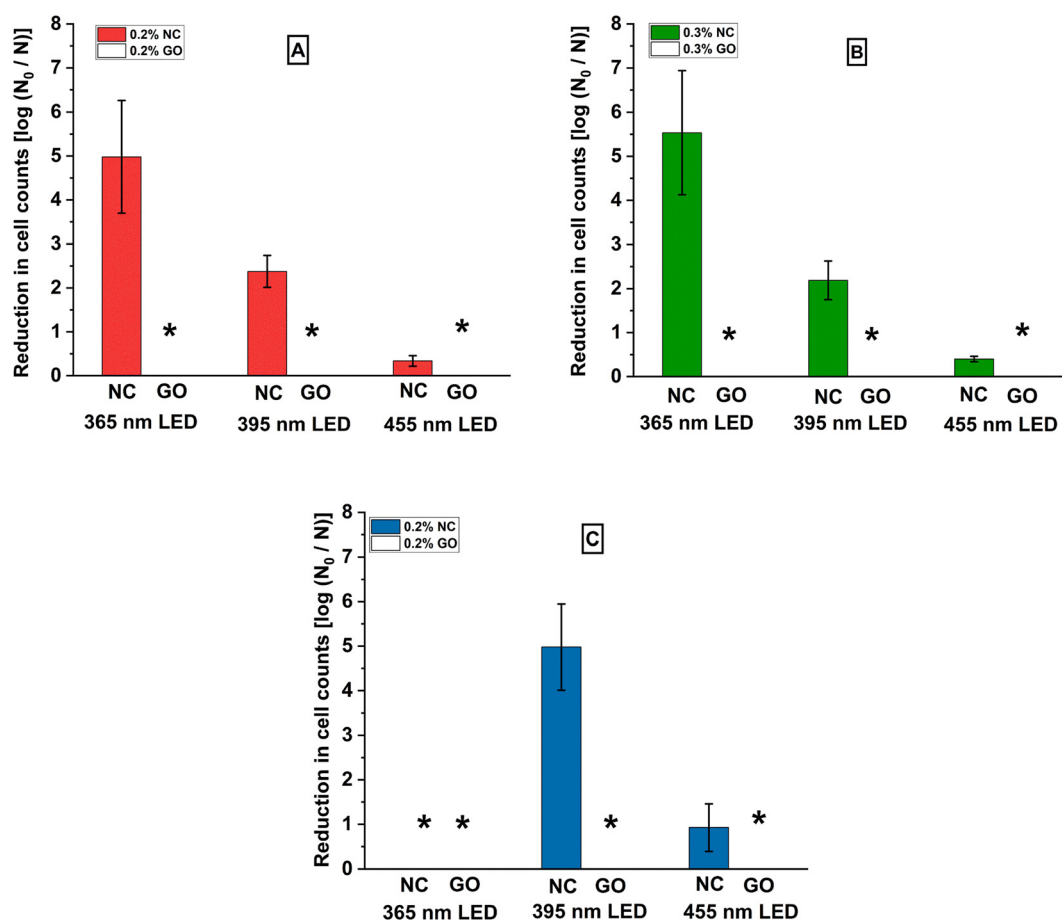 Reduction in cell counts [log (N₀ / N)]
8
7
6
5
4
3
2
1
0
0.2% NC
0.2% GO
A
*
*
*
NC GO NC GO NC GO
365 nm LED 395 nm LED 455 nm LED
Reduction in cell counts [log (N₀ / N)]
8
7
6
5
4
3
2
1
0
0.3% NC
0.3% GO
B
*
*
*
NC GO NC GO NC GO
365 nm LED 395 nm LED 455 nm LED
Reduction in cell counts [log (N₀ / N)]
8
7
6
5
4
3
2
1
0
0.2% NC
0.2% GO
C
* * * *
NC GO NC GO NC GO
365 nm LED 395 nm LED 455 nm LED